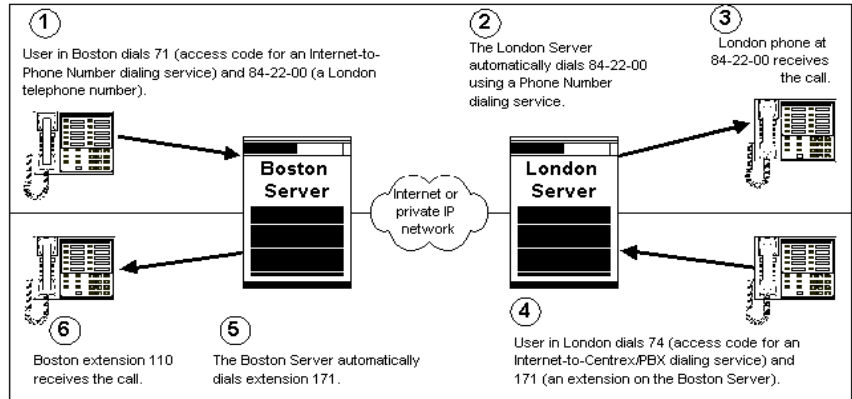 1
User in Boston dials 71 (access code for an Internet-to-
Phone Number dialing service) and 84-22-00 (a London
telephone number).
2
The London Server
automatically dials 84-22-00
using a Phone Number
dialing service.
3
London phone at
84-22-00 receives
the call.
Boston
Server
Internet or
private IP
network
London
Server
4
User in London dials 74 (access code for an
Internet-to-Centrex/PBX dialing service) and
171 (an extension on the Boston Server).
5
The Boston Server automatically
dials extension 171.
6
Boston extension 110
receives the call.